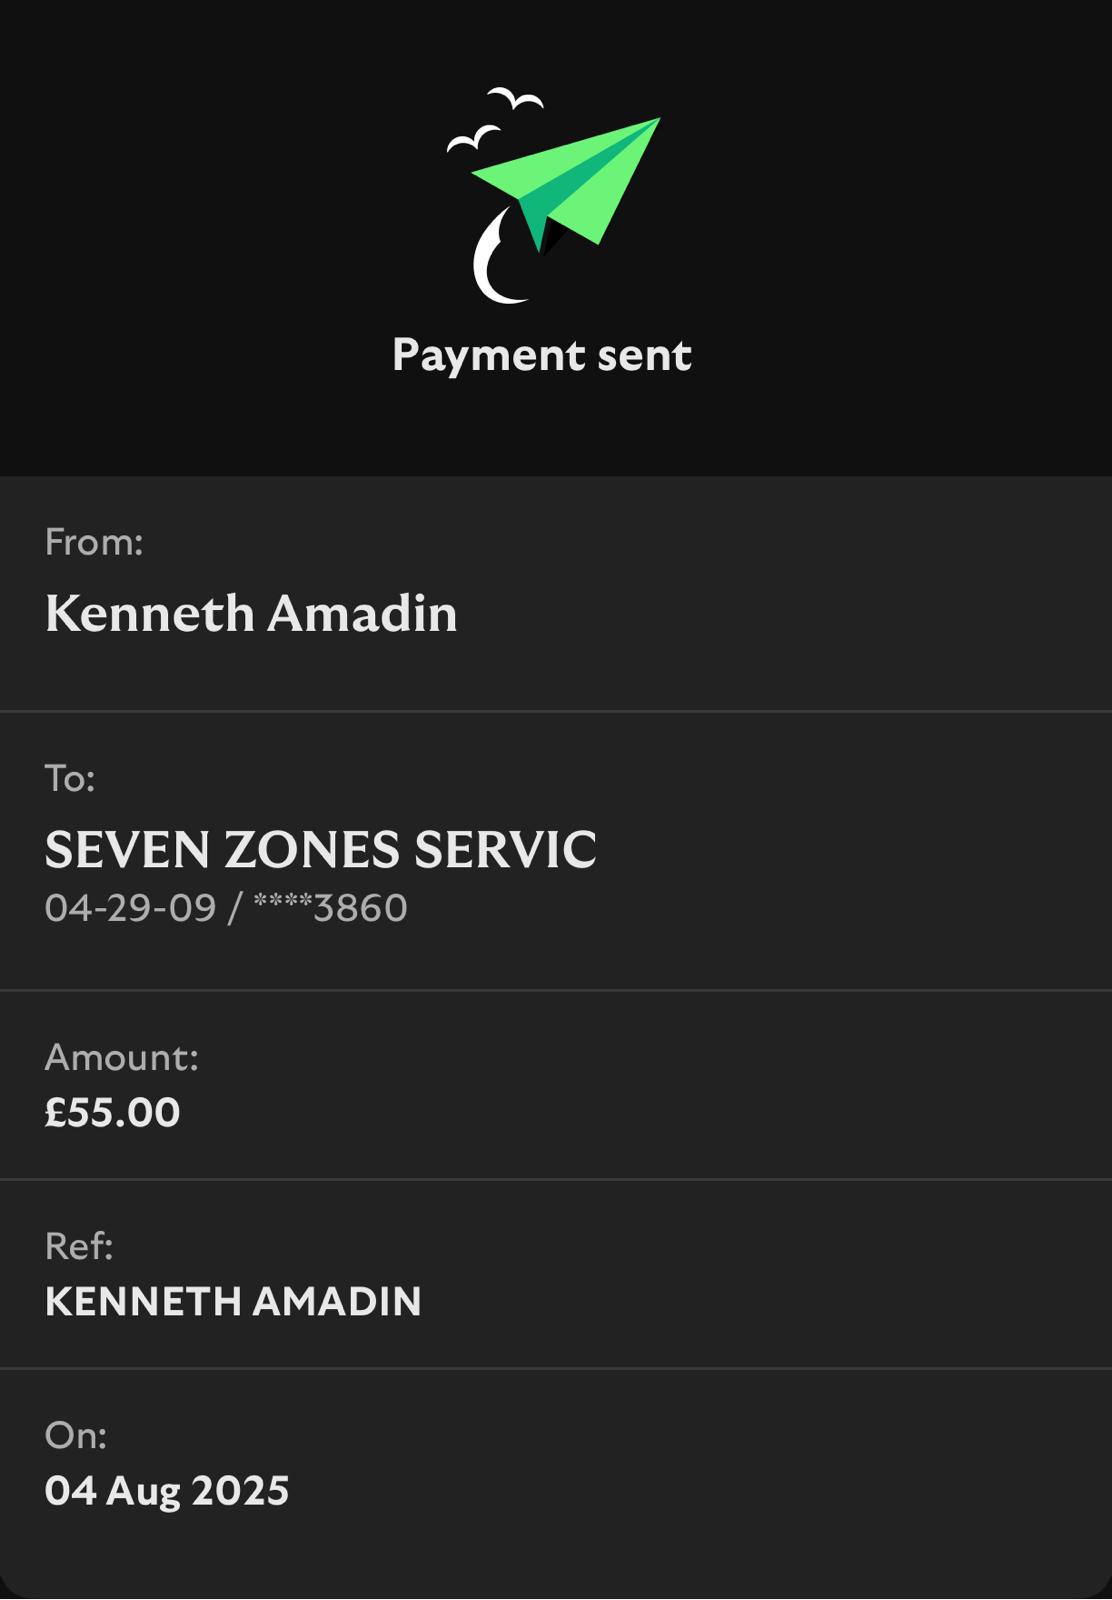 Payment sent
From:
Kenneth Amadin
To:
SEVEN ZONES SERVIC
04-29-09 / ****3860
Amount:
£55.00
Ref:
KENNETH AMADIN
On:
04 Aug 2025